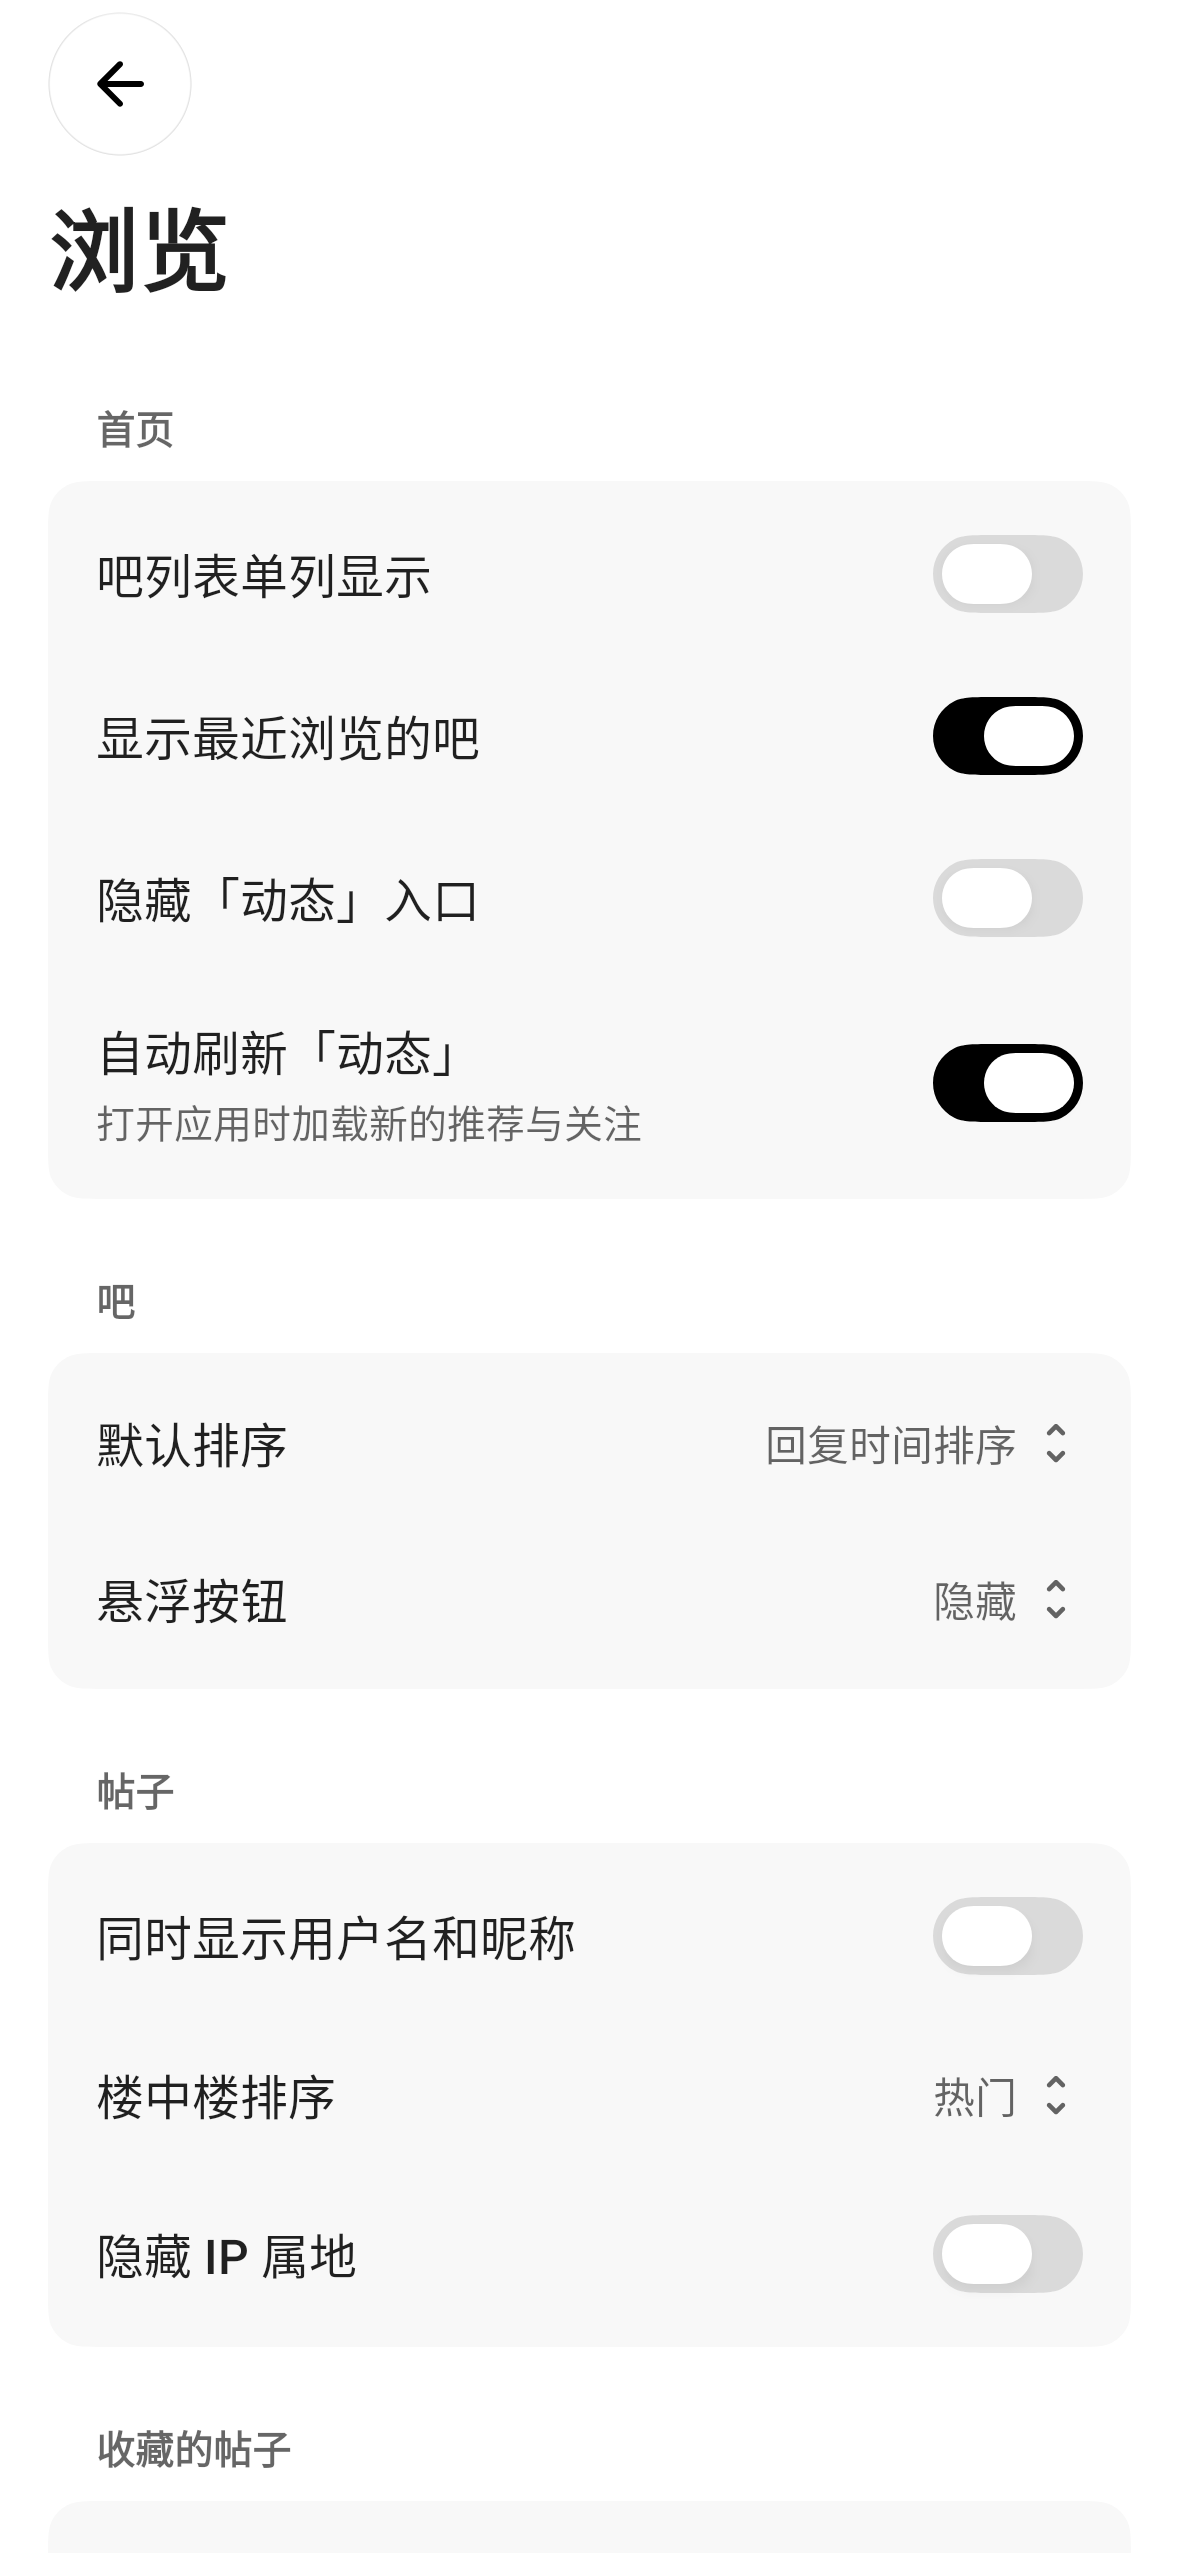 浏览
首页
吧列表单列显示
显示最近浏览的吧
隐藏「动态」入口
自动刷新「动态」
打开应用时加载新的推荐与关注
吧
默认排序 回复时间排序
悬浮按钮 隐藏
帖子
同时显示用户名和昵称
楼中楼排序 热门
隐藏 IP 属地
收藏的帖子